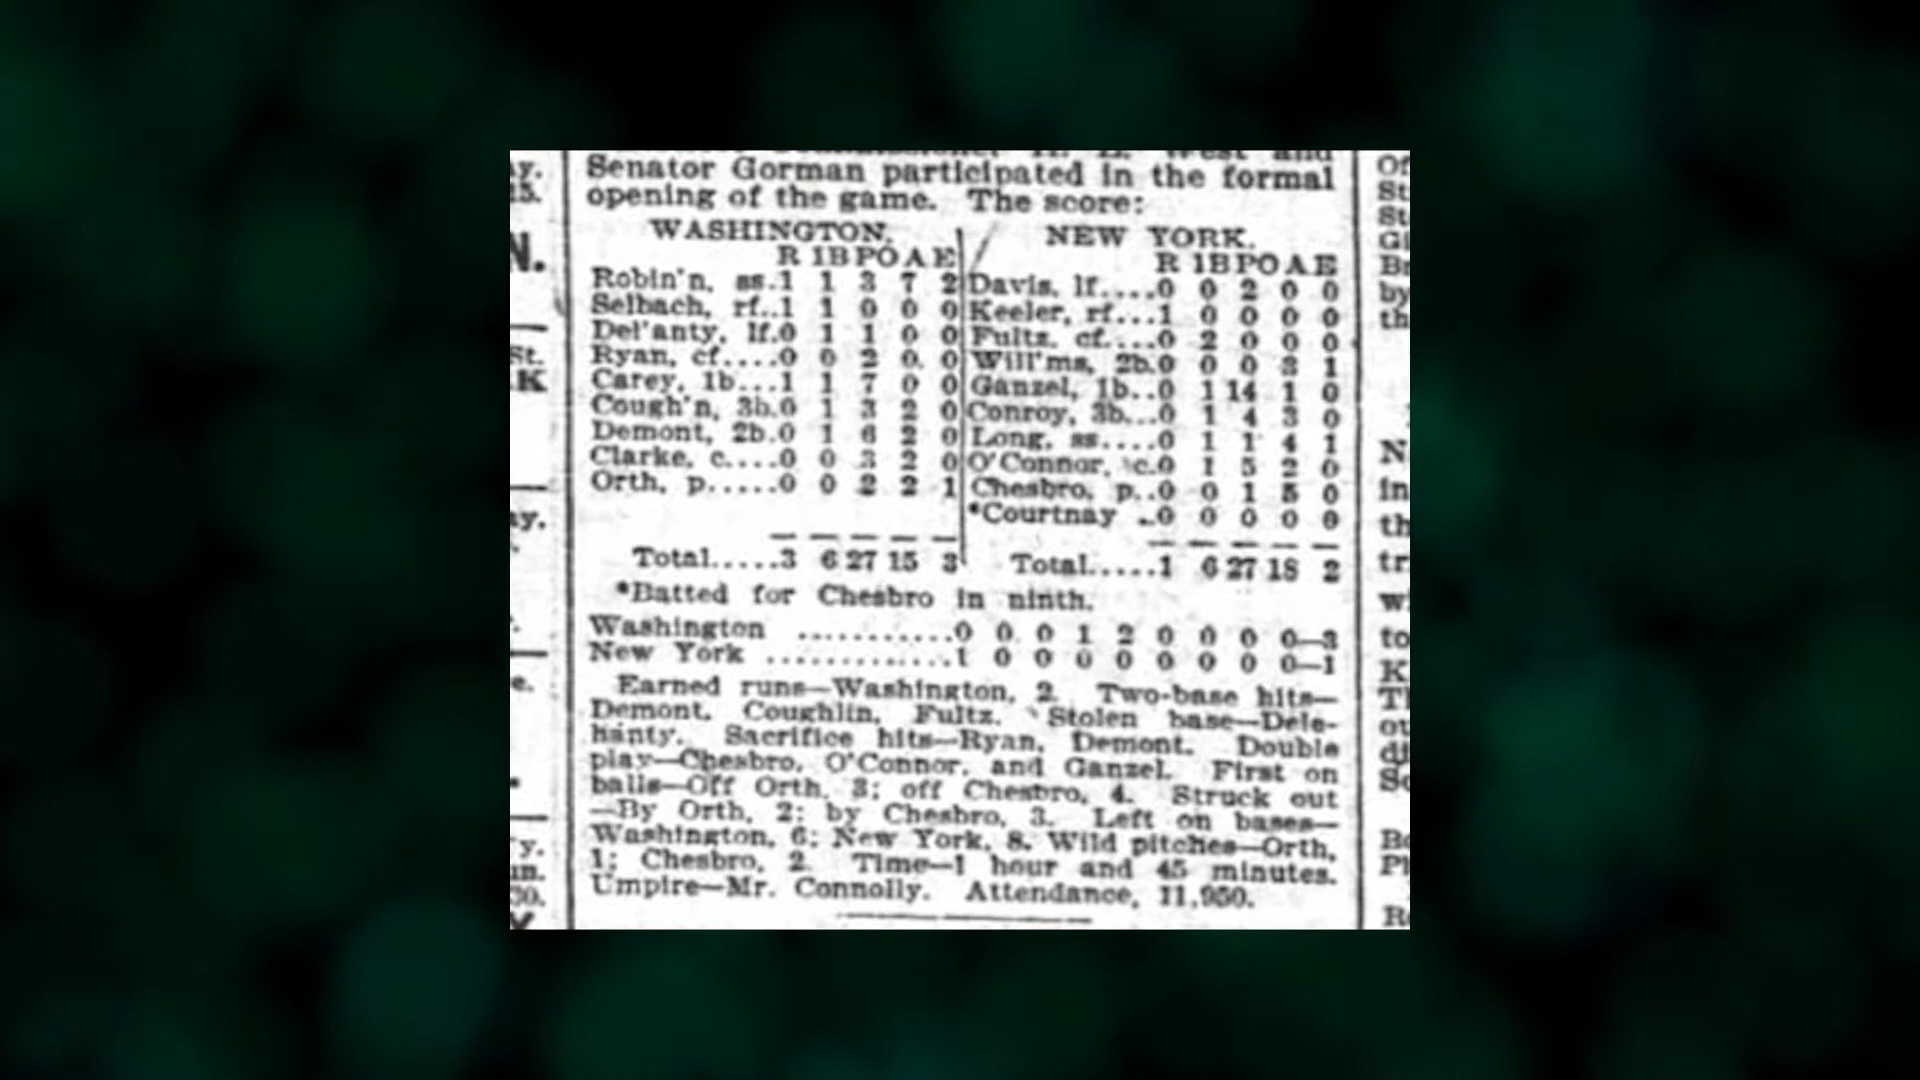 Senator Gorman participated in the formal
opening of the game. The score:
WASHINGTON.
R 1B PO A E
Robin'n, ss.1 1 3 7 2
Selbach, rf..1 1 0 0 0
Del'anty, lf.0 1 1 0 0
Ryan, cf....0 0 2 0 0
Carey, 1b...1 1 7 0 0
Cough'n, 3b.0 1 3 2 0
Demont, 2b.0 1 6 2 0
Clarke, c....0 0 3 2 0
Orth, p.....0 0 2 2 1
Total.....3 6 27 15 3
NEW YORK.
R 1B PO A E
Davis, lf....0 0 2 0 0
Keeler, rf...1 0 0 0 0
Fultz, cf....0 2 0 0 0
Will'ms, 2b.0 0 0 3 1
Ganzel, 1b..0 1 14 1 0
Conroy, 3b...0 1 4 3 0
Long, ss....0 1 1 4 1
O'Connor, c.0 1 5 2 0
Chesbro, p..0 0 1 5 0
*Courtnay ..0 0 0 0 0
Total.....1 6 27 18 2
*Batted for Chesbro in ninth.
Washington ...........0 0 0 1 2 0 0 0 0—3
New York .............1 0 0 0 0 0 0 0 0—1
Earned runs—Washington, 2. Two-base hits—
Demont, Coughlin, Fultz. Stolen base—Dele-
hanty. Sacrifice hits—Ryan, Demont. Double
play—Chesbro, O'Connor, and Ganzel. First on
balls—Off Orth, 3; off Chesbro, 4. Struck out
—By Orth, 2; by Chesbro, 3. Left on bases—
Washington, 6; New York, 8. Wild pitches—Orth,
1; Chesbro, 2. Time—1 hour and 45 minutes.
Umpire—Mr. Connolly. Attendance, 11,950.